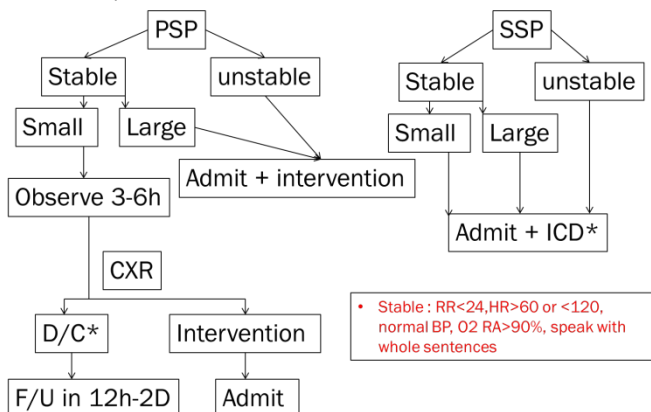 PSP
SSP
Stable
unstable
Stable
unstable
Small
Large
Small
Large
Admit + intervention
Observe 3-6h
Admit + ICD*
CXR
D/C*
Intervention
• Stable : RR<24,HR>60 or <120,
normal BP, O2 RA>90%, speak with
whole sentences
F/U in 12h-2D
Admit